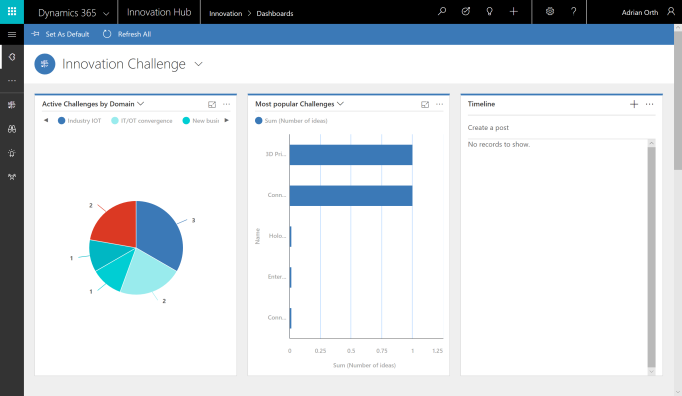 Dynamics 365
Innovation Hub
Innovation > Dashboards
Adrian Orth
Set As Default
Refresh All
Innovation Challenge
Active Challenges by Domain
Industry IOT
IT/OT convergence
New busi
2
3
1
1
2
Most popular Challenges
Sum (Number of ideas)
3D Pri...
Conn...
Holo...
Enter...
Conn...
Name
0 0.25 0.5 0.75 1 1.25
Sum (Number of ideas)
Timeline
Create a post
No records to show.